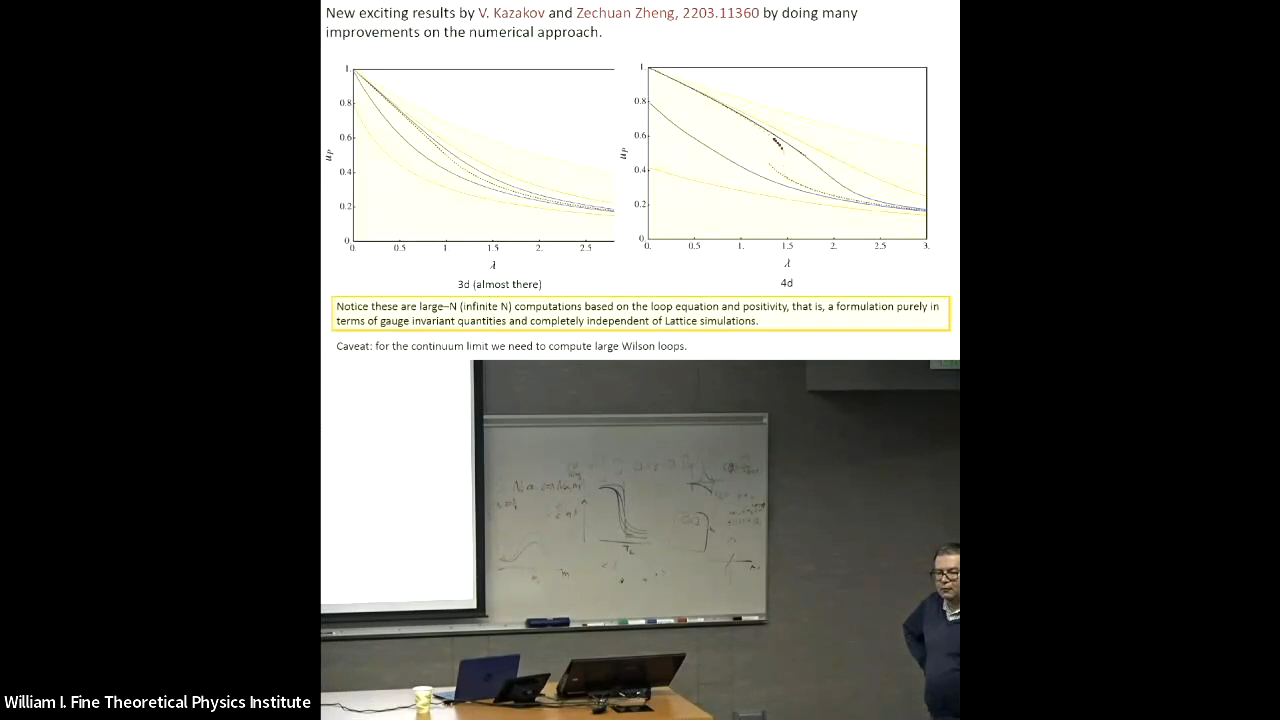 New exciting results by V. Kazakov and Zechuan Zheng, 2203.11360 by doing many
improvements on the numerical approach.
1.
0.8
0.6
0.4
0.2
0
u_P
0.
0.5
1.
1.5
2.
2.5
λ
3d (almost there)
1.
0.8
0.6
0.4
0.2
0
u_P
0.
0.5
1.
1.5
2.
2.5
3.
λ
4d
Notice these are large–N (infinite N) computations based on the loop equation and positivity, that is, a formulation purely in
terms of gauge invariant quantities and completely independent of Lattice simulations.
Caveat: for the continuum limit we need to compute large Wilson loops.
William I. Fine Theoretical Physics Institute